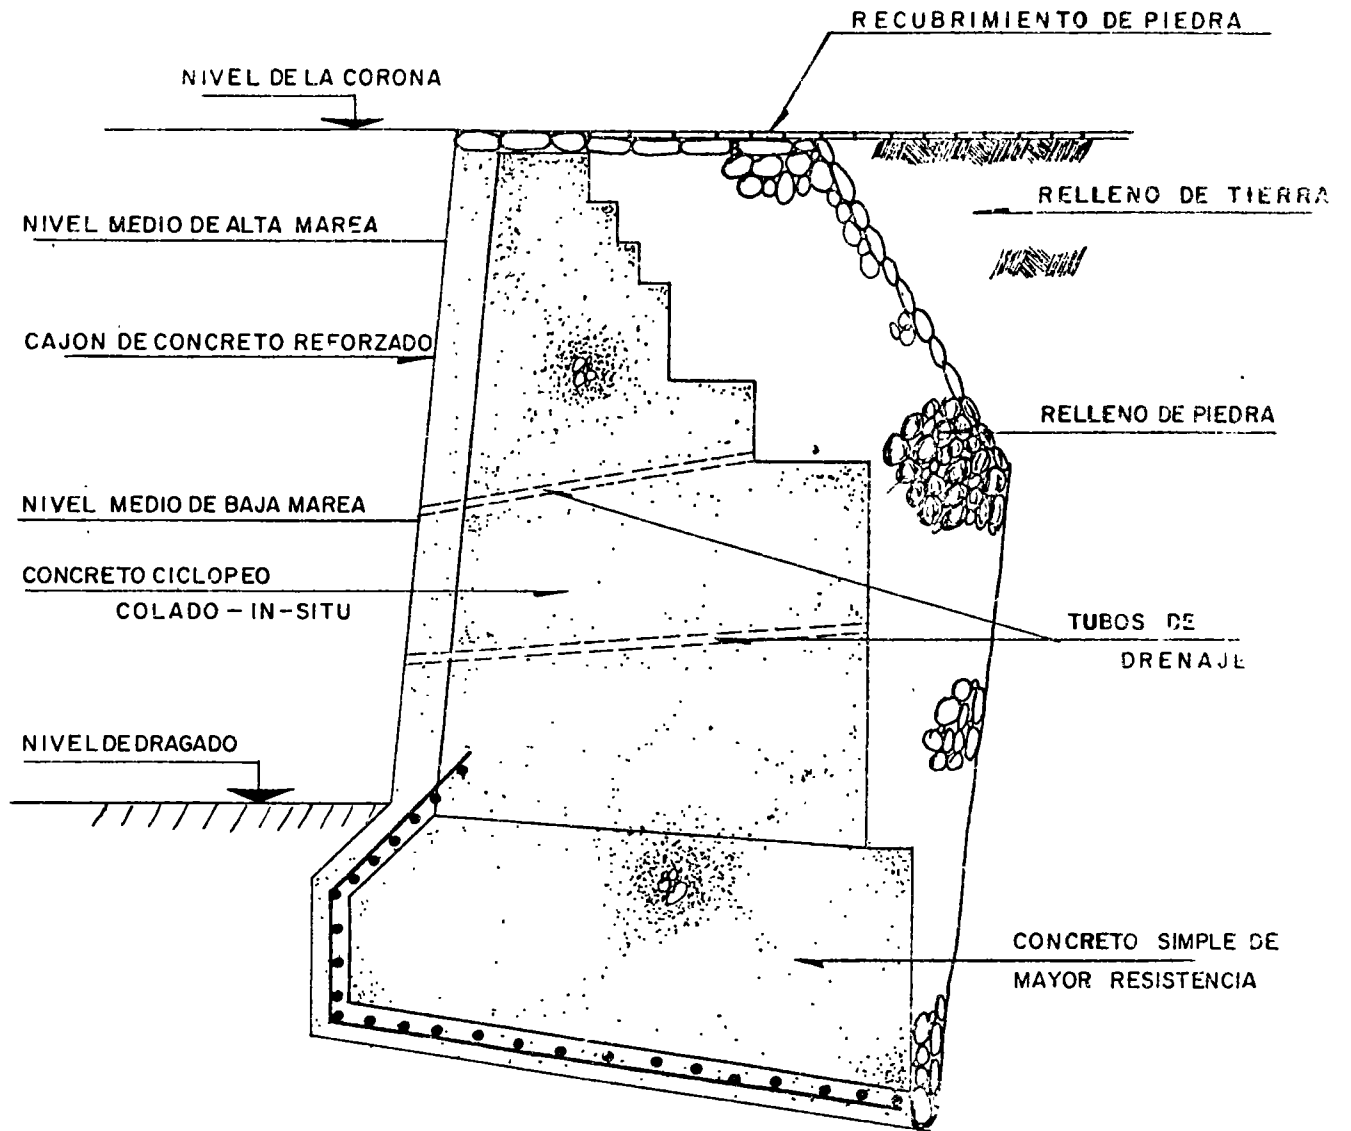 RECUBRIMIENTO DE PIEDRA
NIVEL DE LA CORONA
RELLENO DE TIERRA
NIVEL MEDIO DE ALTA MAREA
CAJON DE CONCRETO REFORZADO
RELLENO DE PIEDRA
NIVEL MEDIO DE BAJA MAREA
CONCRETO CICLOPEO
COLADO-IN-SITU
TUBOS DE
DRENAJE
NIVEL DE DRAGADO
CONCRETO SIMPLE DE
MAYOR RESISTENCIA